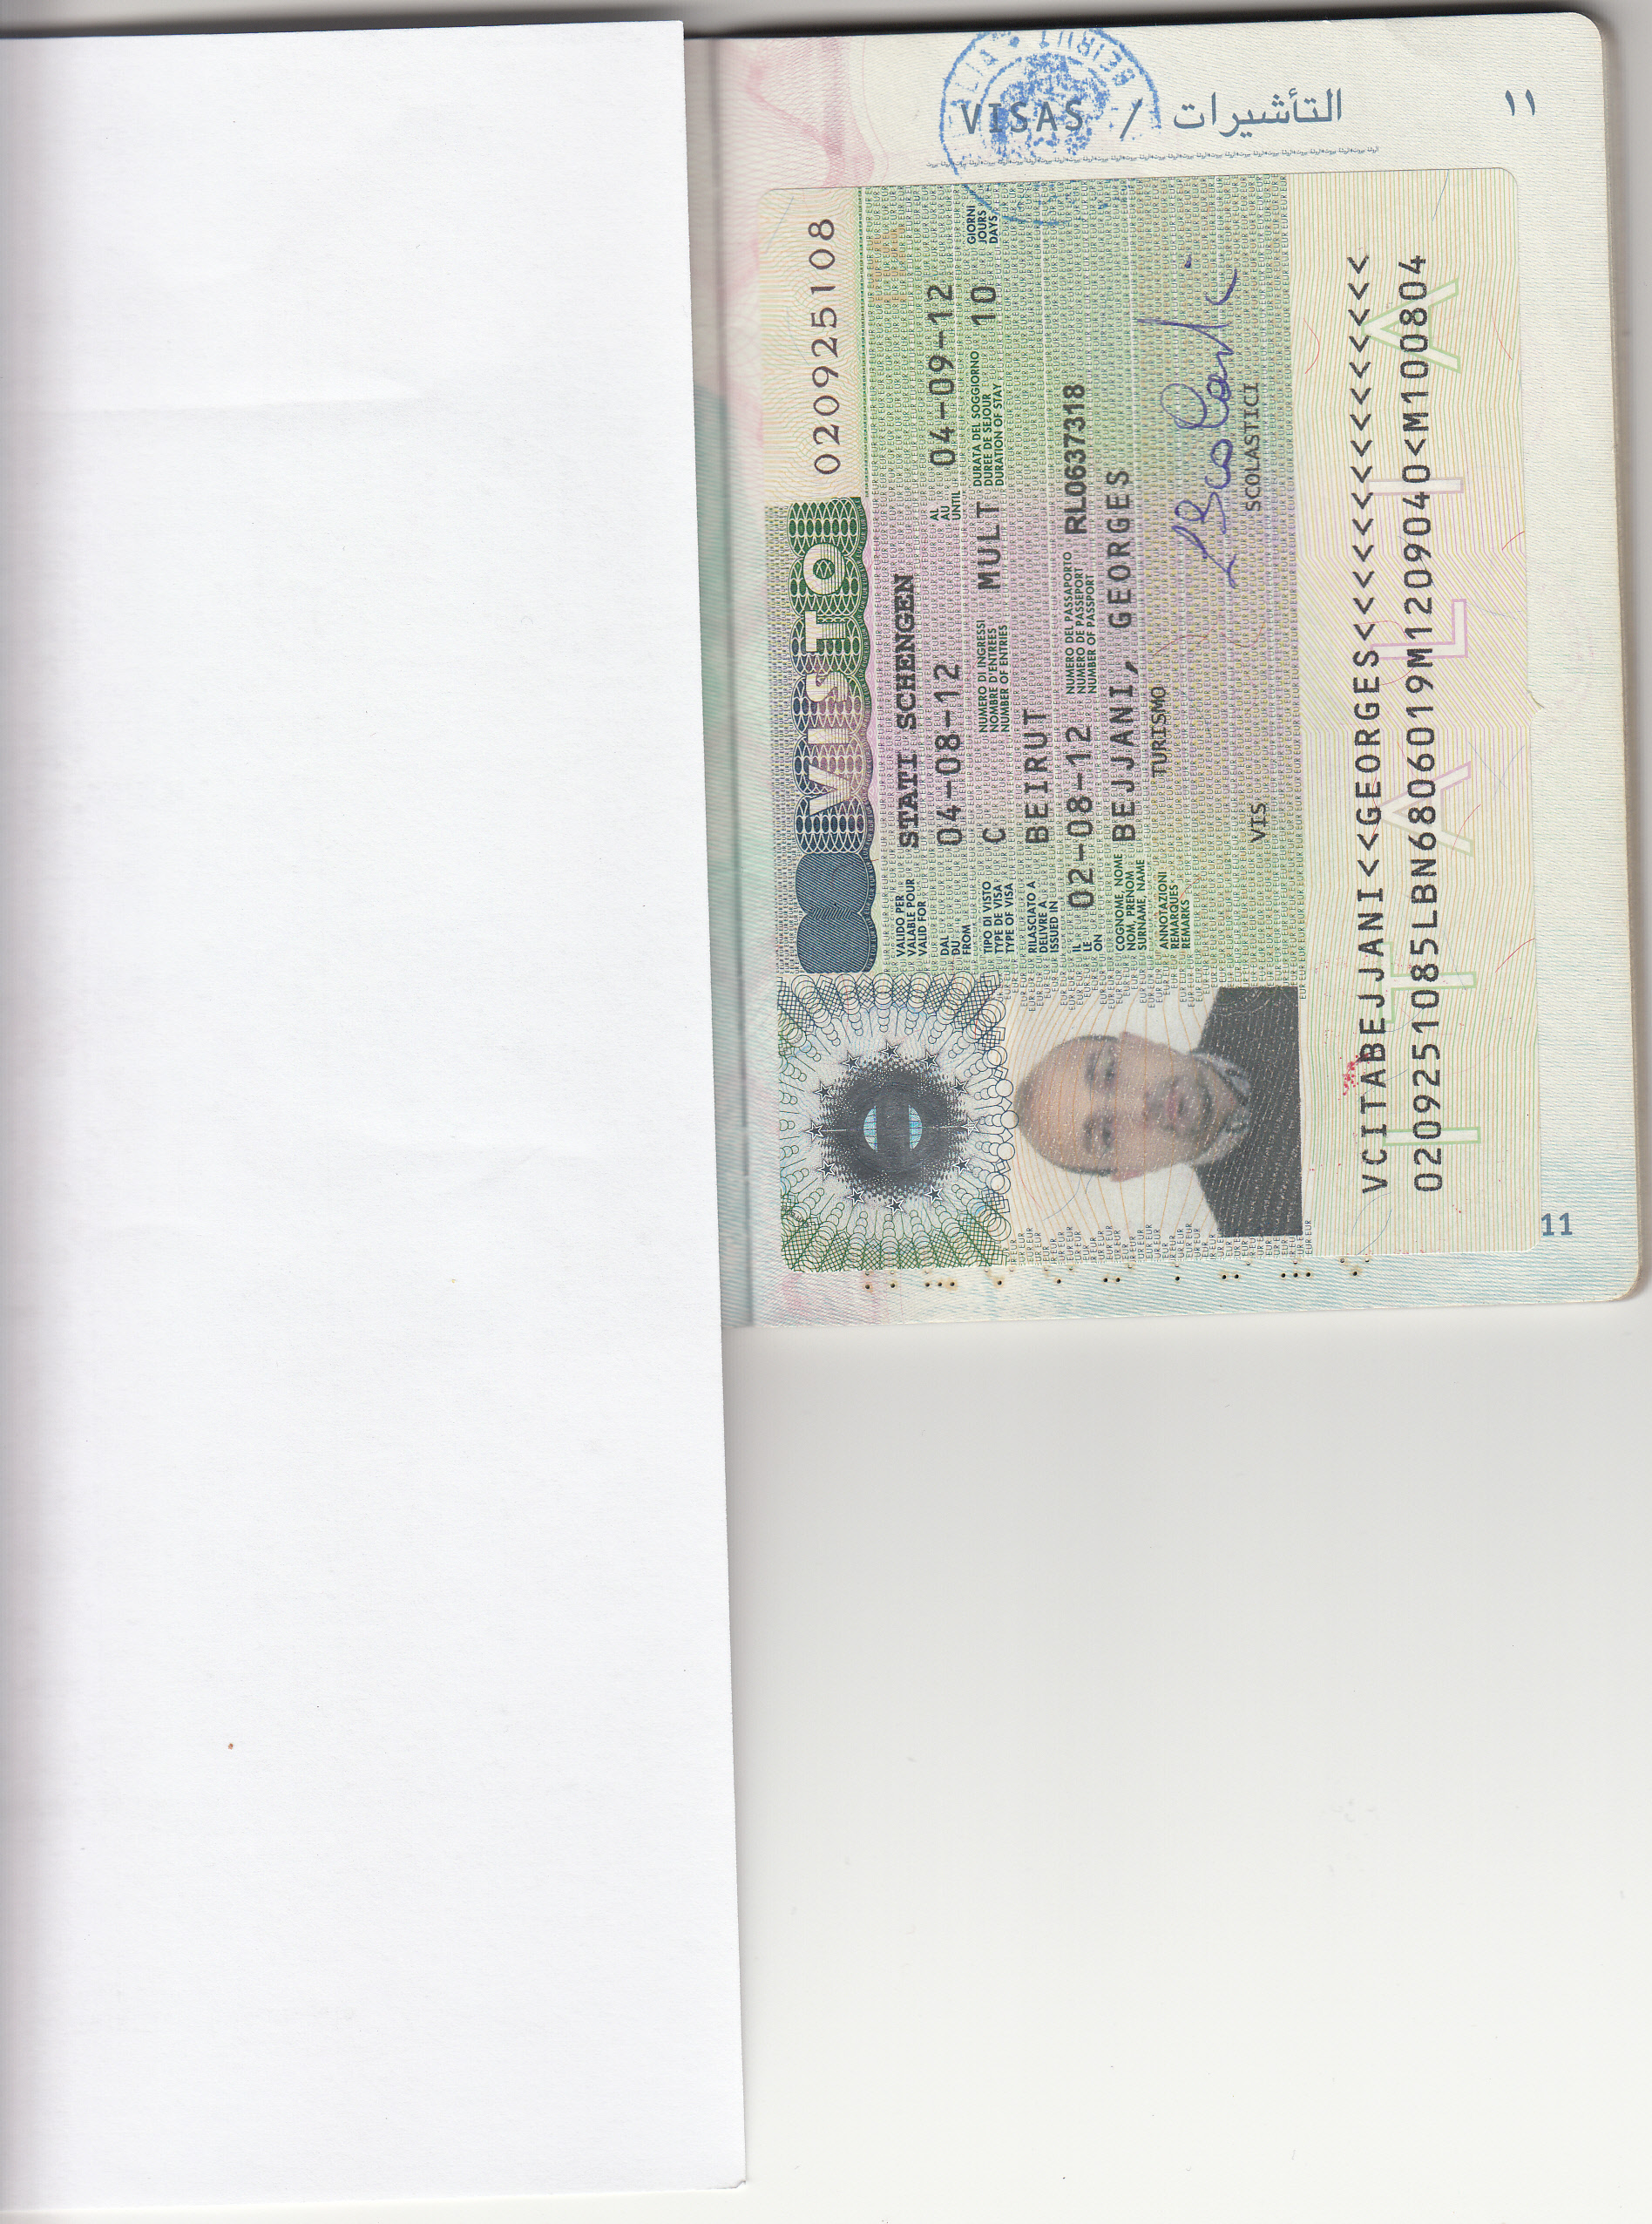 VISAS / التأشيرات
١١
BEIRUT
VISTO
020925108
VALIDO PER
VALABLE POUR
VALID FOR
STATI SCHENGEN
DAL
DU
FROM
04-08-12
AL
AU
UNTIL
04-09-12
TIPO DI VISTO
TYPE DE VISA
TYPE OF VISA
C
NUMERO DI INGRESSI
NOMBRE D'ENTREES
NUMBER OF ENTRIES
MULT
DURATA DEL SOGGIORNO
DUREE DE SEJOUR
DURATION OF STAY
10
GIORNI
JOURS
DAYS
RILASCIATO A
DELIVRE A
ISSUED IN
BEIRUT
IL
LE
ON
02-08-12
NUMERO DEL PASSAPORTO
NUMERO DE PASSEPORT
NUMBER OF PASSPORT
RL0637318
COGNOME, NOME
NOM, PRENOM
SURNAME, NAME
BEJJANI, GEORGES
ANNOTAZIONI
REMARQUES
REMARKS
TURISMO
VIS
SCOLASTICI
ITALIA
VCITABEJJANI<<GEORGES<<<<<<<<<<<<<<<
0209251085LBN6806019M1209040<M100804
11